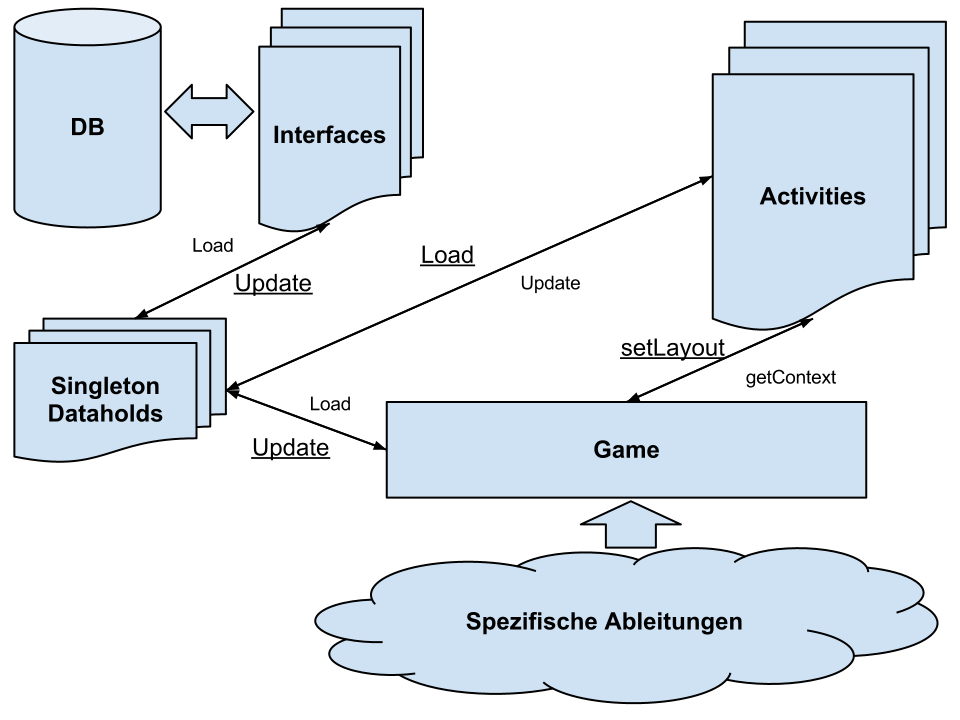 DB
Interfaces
Activities
Load
Update
Load
Update
setLayout
getContext
Singleton
Dataholds
Load
Update
Game
Spezifische Ableitungen